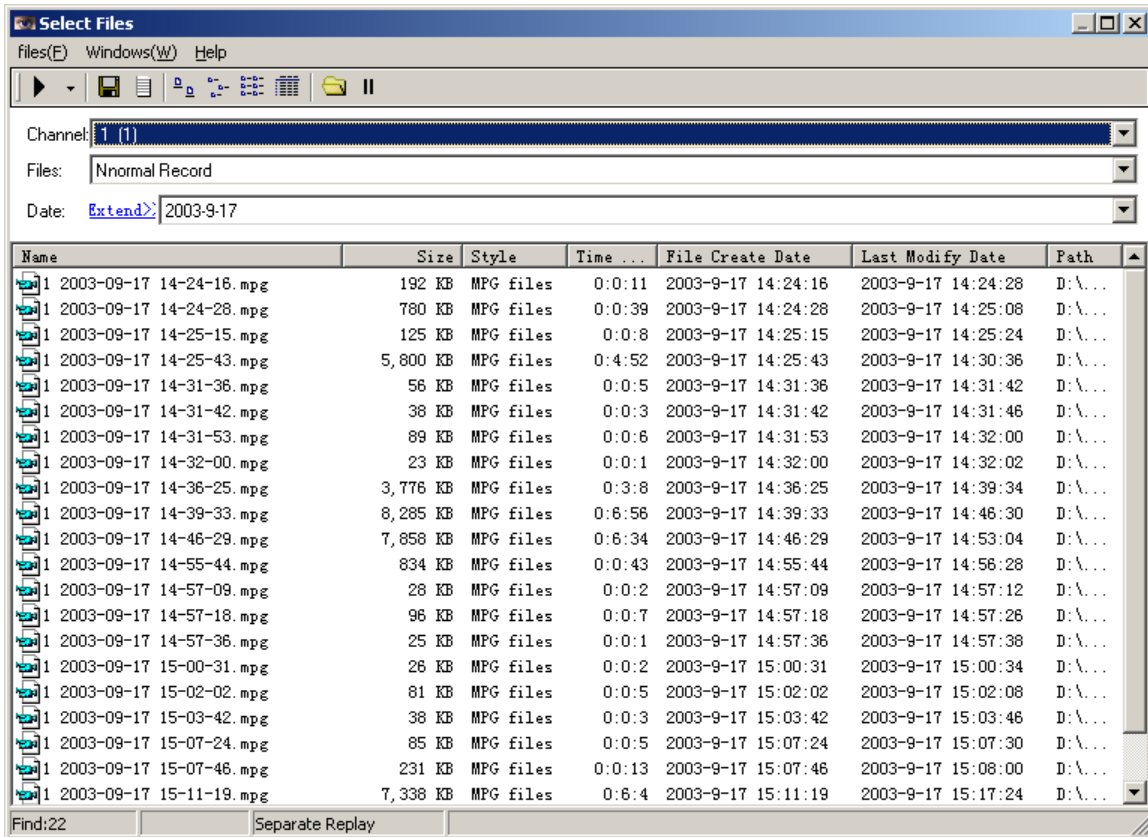 Select Files
files(F) Windows(W) Help
Channel: 1 (1)
Files: Nnormal Record
Date: Extend>> 2003-9-17
Name Size Style Time ... File Create Date Last Modify Date Path
1 2003-09-17 14-24-16.mpg 192 KB MPG files 0:0:11 2003-9-17 14:24:16 2003-9-17 14:24:28 D:\...
1 2003-09-17 14-24-28.mpg 780 KB MPG files 0:0:39 2003-9-17 14:24:28 2003-9-17 14:25:08 D:\...
1 2003-09-17 14-25-15.mpg 125 KB MPG files 0:0:8 2003-9-17 14:25:15 2003-9-17 14:25:24 D:\...
1 2003-09-17 14-25-43.mpg 5,800 KB MPG files 0:4:52 2003-9-17 14:25:43 2003-9-17 14:30:36 D:\...
1 2003-09-17 14-31-36.mpg 56 KB MPG files 0:0:5 2003-9-17 14:31:36 2003-9-17 14:31:42 D:\...
1 2003-09-17 14-31-42.mpg 38 KB MPG files 0:0:3 2003-9-17 14:31:42 2003-9-17 14:31:46 D:\...
1 2003-09-17 14-31-53.mpg 89 KB MPG files 0:0:6 2003-9-17 14:31:53 2003-9-17 14:32:00 D:\...
1 2003-09-17 14-32-00.mpg 23 KB MPG files 0:0:1 2003-9-17 14:32:00 2003-9-17 14:32:02 D:\...
1 2003-09-17 14-36-25.mpg 3,776 KB MPG files 0:3:8 2003-9-17 14:36:25 2003-9-17 14:39:34 D:\...
1 2003-09-17 14-39-33.mpg 8,285 KB MPG files 0:6:56 2003-9-17 14:39:33 2003-9-17 14:46:30 D:\...
1 2003-09-17 14-46-29.mpg 7,858 KB MPG files 0:6:34 2003-9-17 14:46:29 2003-9-17 14:53:04 D:\...
1 2003-09-17 14-55-44.mpg 834 KB MPG files 0:0:43 2003-9-17 14:55:44 2003-9-17 14:56:28 D:\...
1 2003-09-17 14-57-09.mpg 28 KB MPG files 0:0:2 2003-9-17 14:57:09 2003-9-17 14:57:12 D:\...
1 2003-09-17 14-57-18.mpg 96 KB MPG files 0:0:7 2003-9-17 14:57:18 2003-9-17 14:57:26 D:\...
1 2003-09-17 14-57-36.mpg 25 KB MPG files 0:0:1 2003-9-17 14:57:36 2003-9-17 14:57:38 D:\...
1 2003-09-17 15-00-31.mpg 26 KB MPG files 0:0:2 2003-9-17 15:00:31 2003-9-17 15:00:34 D:\...
1 2003-09-17 15-02-02.mpg 81 KB MPG files 0:0:5 2003-9-17 15:02:02 2003-9-17 15:02:08 D:\...
1 2003-09-17 15-03-42.mpg 38 KB MPG files 0:0:3 2003-9-17 15:03:42 2003-9-17 15:03:46 D:\...
1 2003-09-17 15-07-24.mpg 85 KB MPG files 0:0:5 2003-9-17 15:07:24 2003-9-17 15:07:30 D:\...
1 2003-09-17 15-07-46.mpg 231 KB MPG files 0:0:13 2003-9-17 15:07:46 2003-9-17 15:08:00 D:\...
1 2003-09-17 15-11-19.mpg 7,338 KB MPG files 0:6:4 2003-9-17 15:11:19 2003-9-17 15:17:24 D:\...
Find:22 Separate Replay